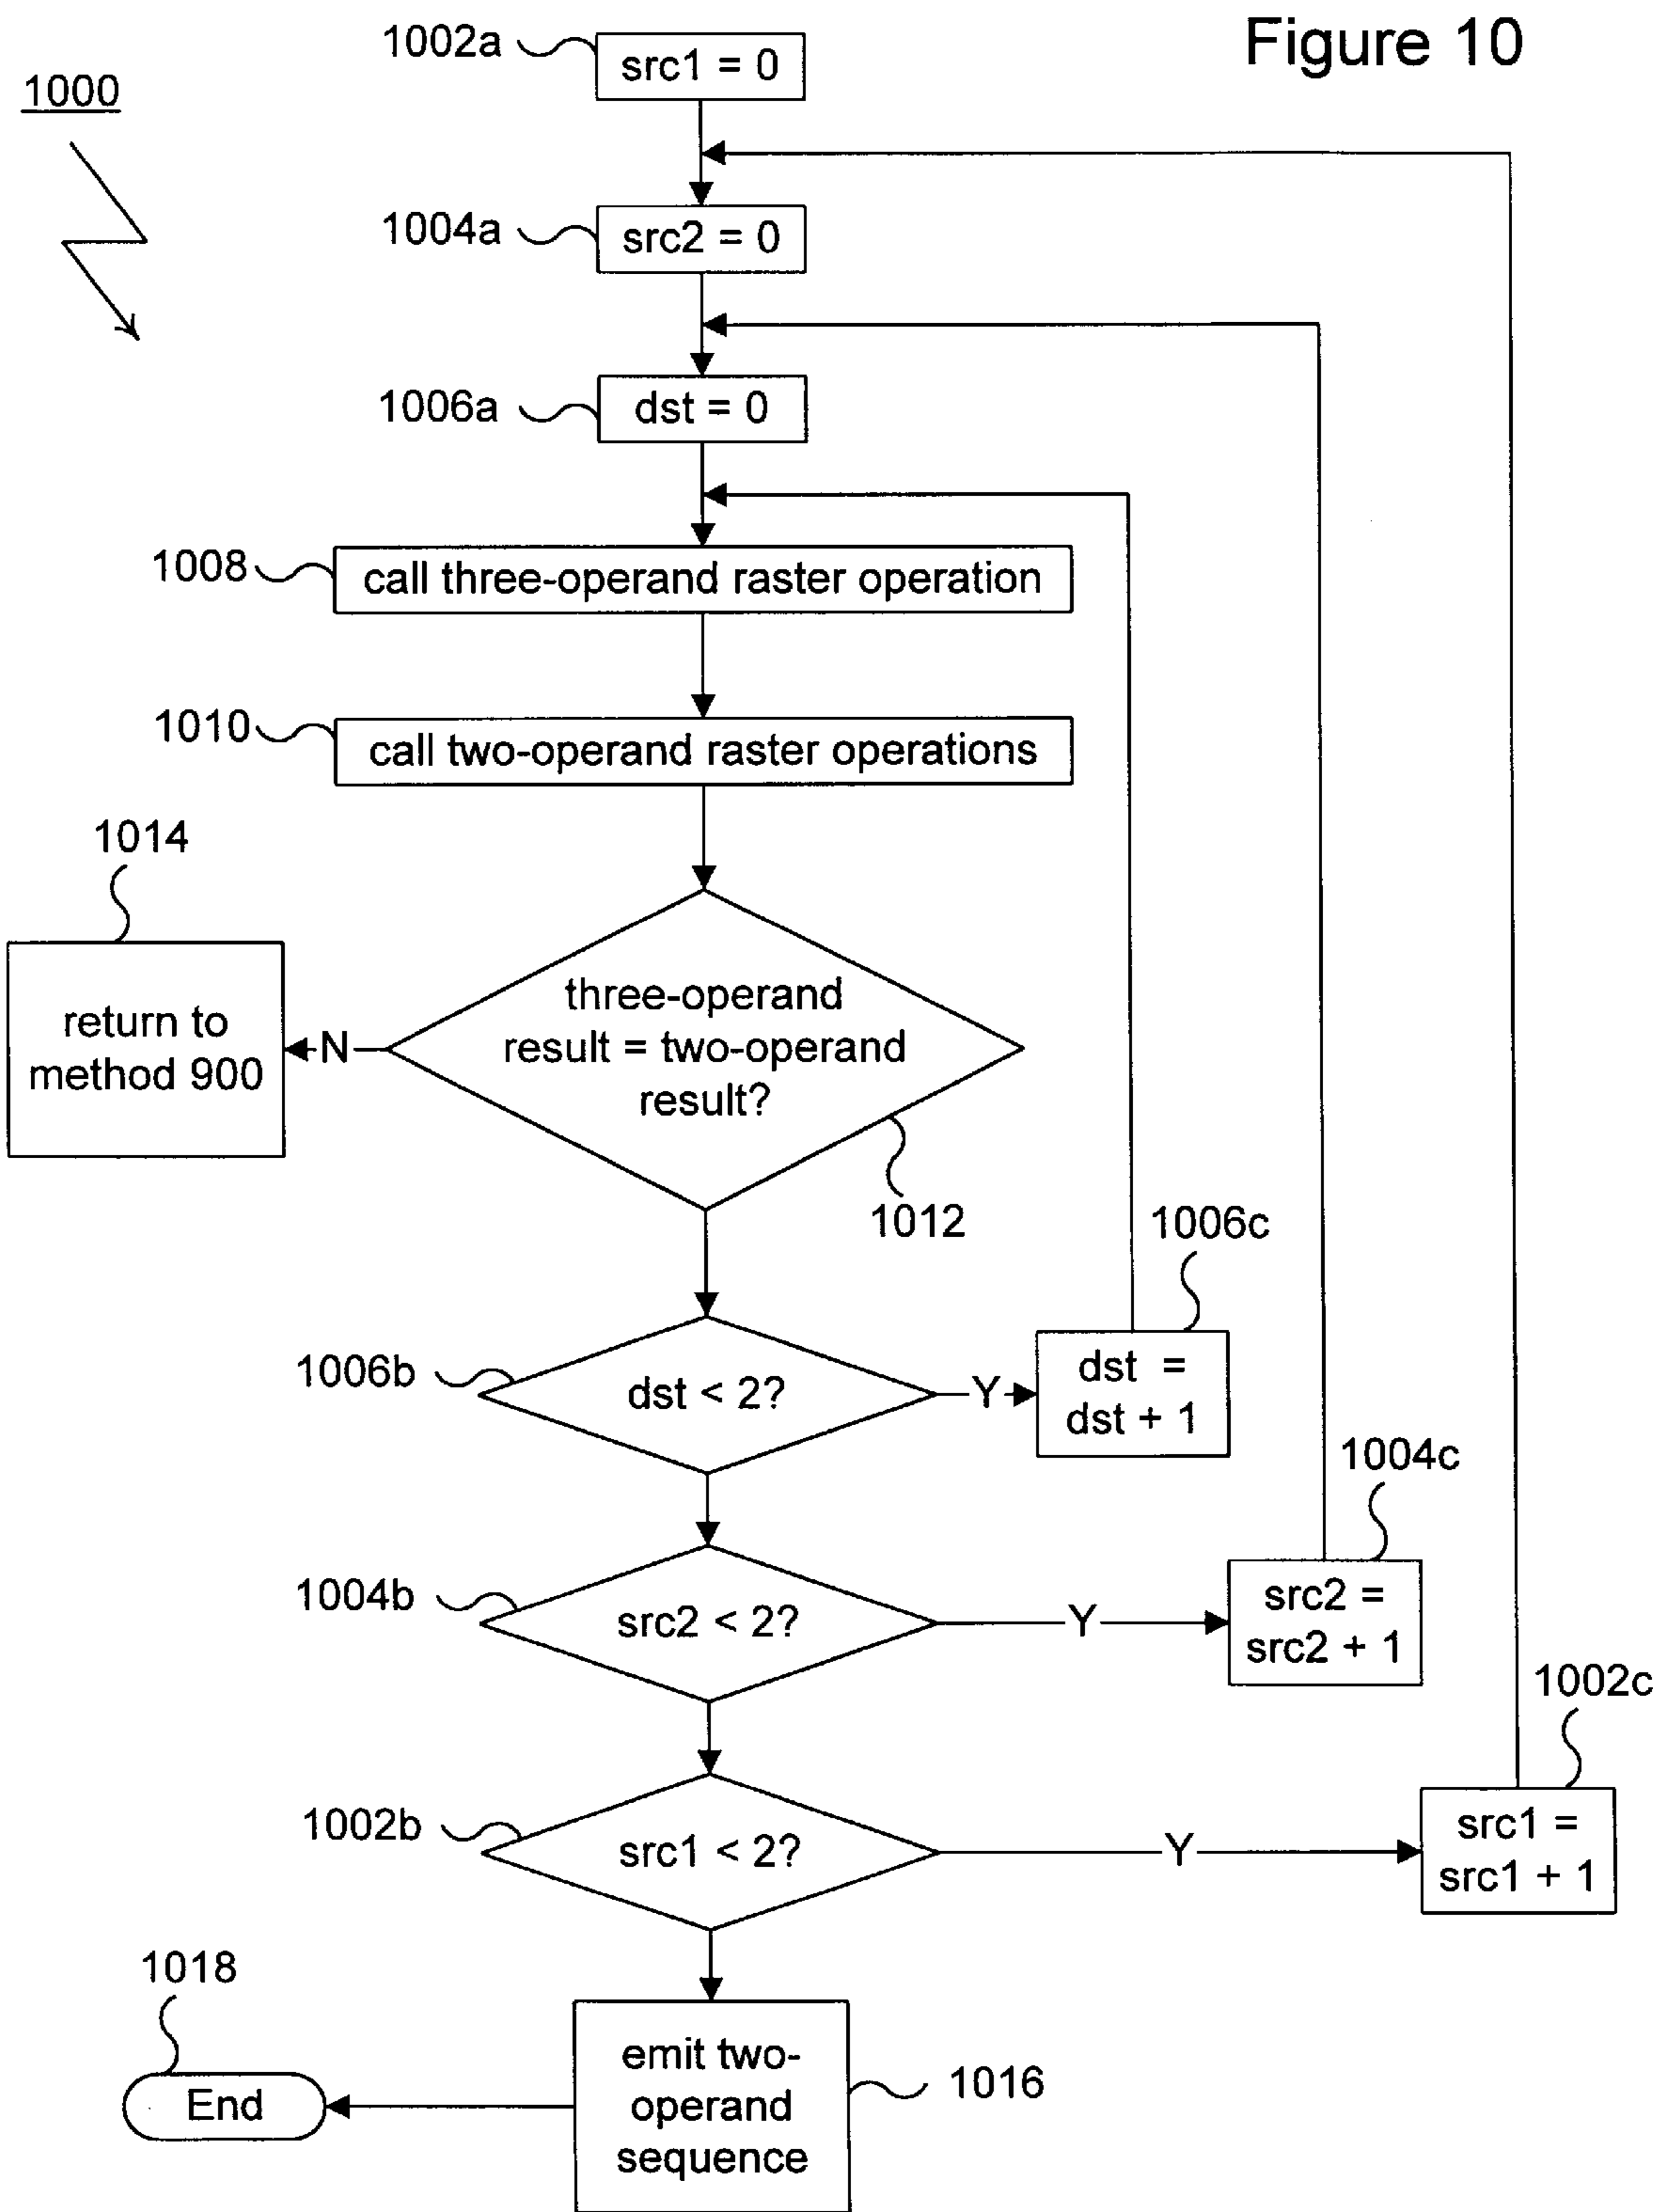 Figure 10
1000
1002a
src1 = 0
1004a
src2 = 0
1006a
dst = 0
1008
call three-operand raster operation
1010
call two-operand raster operations
1014
return to
method 900
N
three-operand
result = two-operand
result?
1012
1006b
dst < 2?
Y
1006c
dst =
dst + 1
1004b
src2 < 2?
Y
1004c
src2 =
src2 + 1
1002b
src1 < 2?
Y
1002c
src1 =
src1 + 1
1018
End
emit two-
operand
sequence
1016